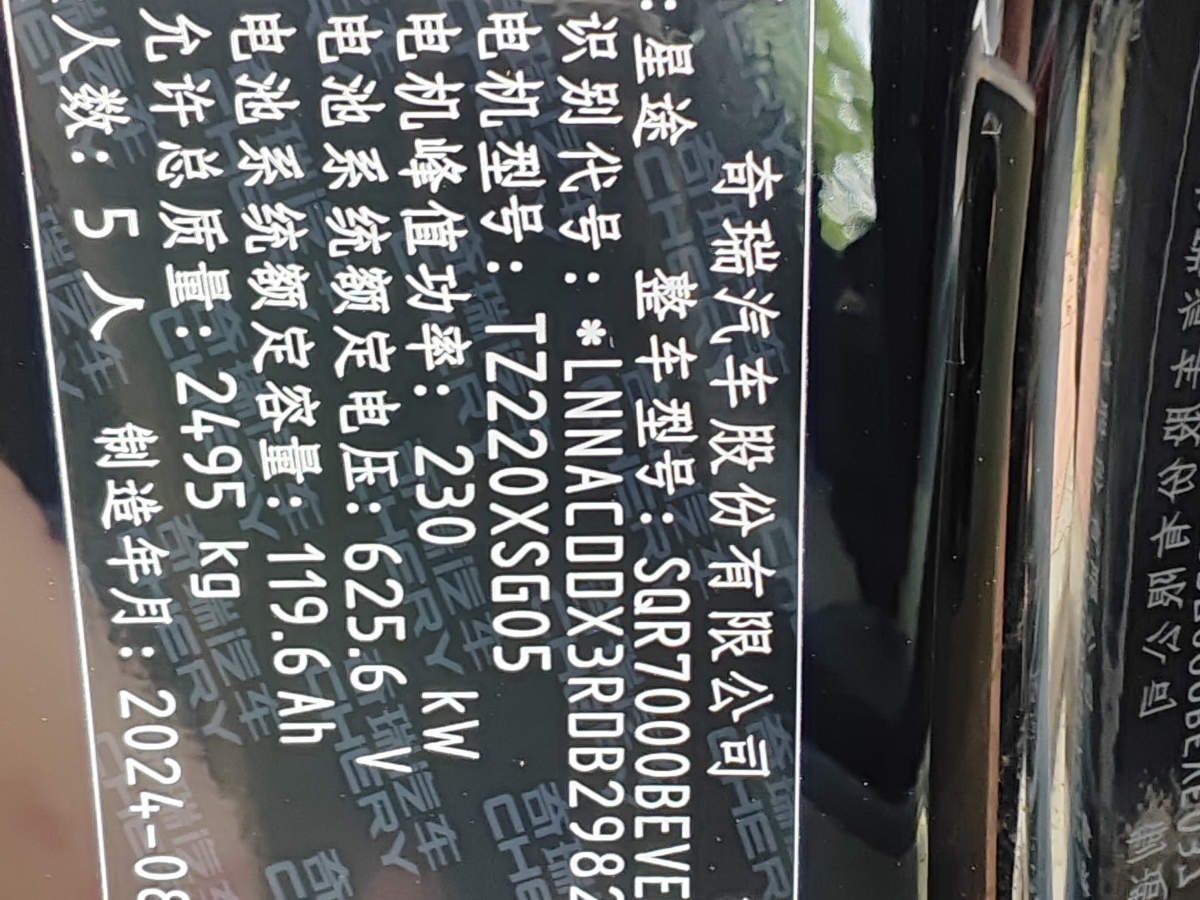 奇瑞汽车股份有限公司
：星途 整车型号：SQR7000BEVE
识别代号：*LNNACDDX3RDB2982
电机型号：TZ220XSG05
电机峰值功率：230 kW
电池系统额定电压：625.6 V
电池系统额定容量：119.6Ah
允许总质量：2495 kg
人数：5人 制造年月：2024-08